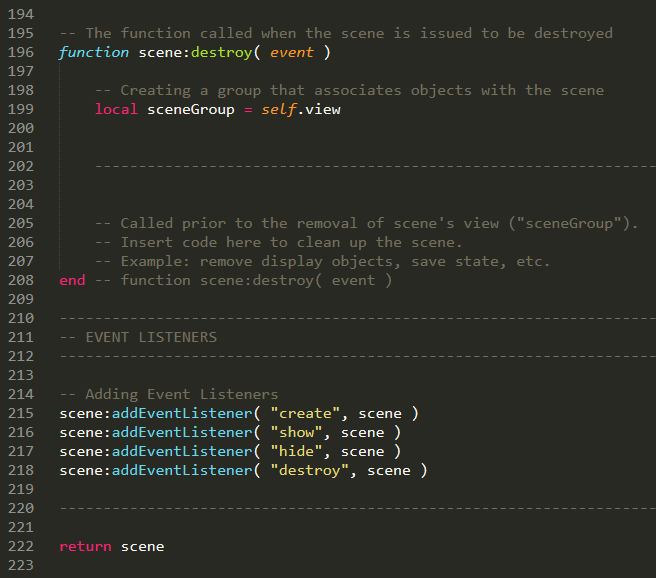 194
195 -- The function called when the scene is issued to be destroyed
196 function scene:destroy( event )
197
198 -- Creating a group that associates objects with the scene
199 local sceneGroup = self.view
200
201
202 -----------------------------------------------------------------
203
204
205 -- Called prior to the removal of scene's view ("sceneGroup").
206 -- Insert code here to clean up the scene.
207 -- Example: remove display objects, save state, etc.
208 end -- function scene:destroy( event )
209
210 ---------------------------------------------------------------------
211 -- EVENT LISTENERS
212 ---------------------------------------------------------------------
213
214 -- Adding Event Listeners
215 scene:addEventListener( "create", scene )
216 scene:addEventListener( "show", scene )
217 scene:addEventListener( "hide", scene )
218 scene:addEventListener( "destroy", scene )
219
220 ---------------------------------------------------------------------
221
222 return scene
223